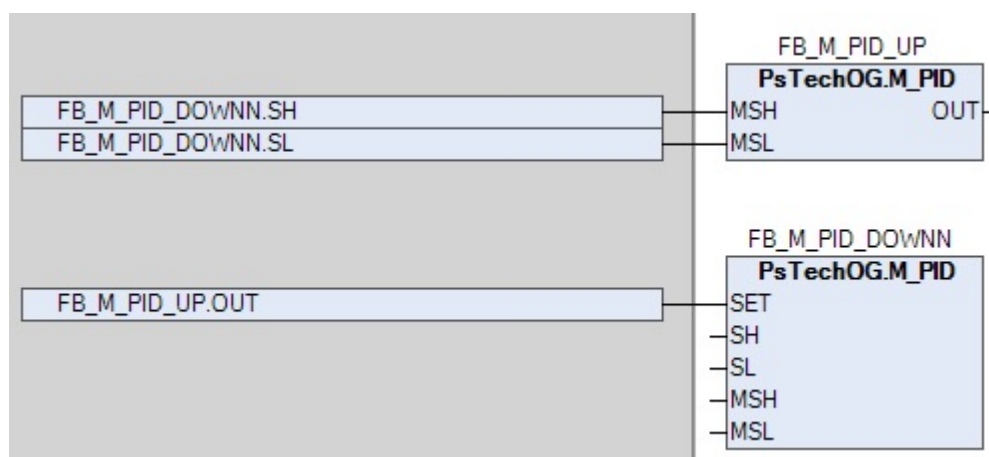 FB_M_PID_UP
PsTechOG.M_PID
FB_M_PID_DOWNN.SH MSH OUT
FB_M_PID_DOWNN.SL MSL
FB_M_PID_DOWNN
PsTechOG.M_PID
FB_M_PID_UP.OUT SET
SH
SL
MSH
MSL